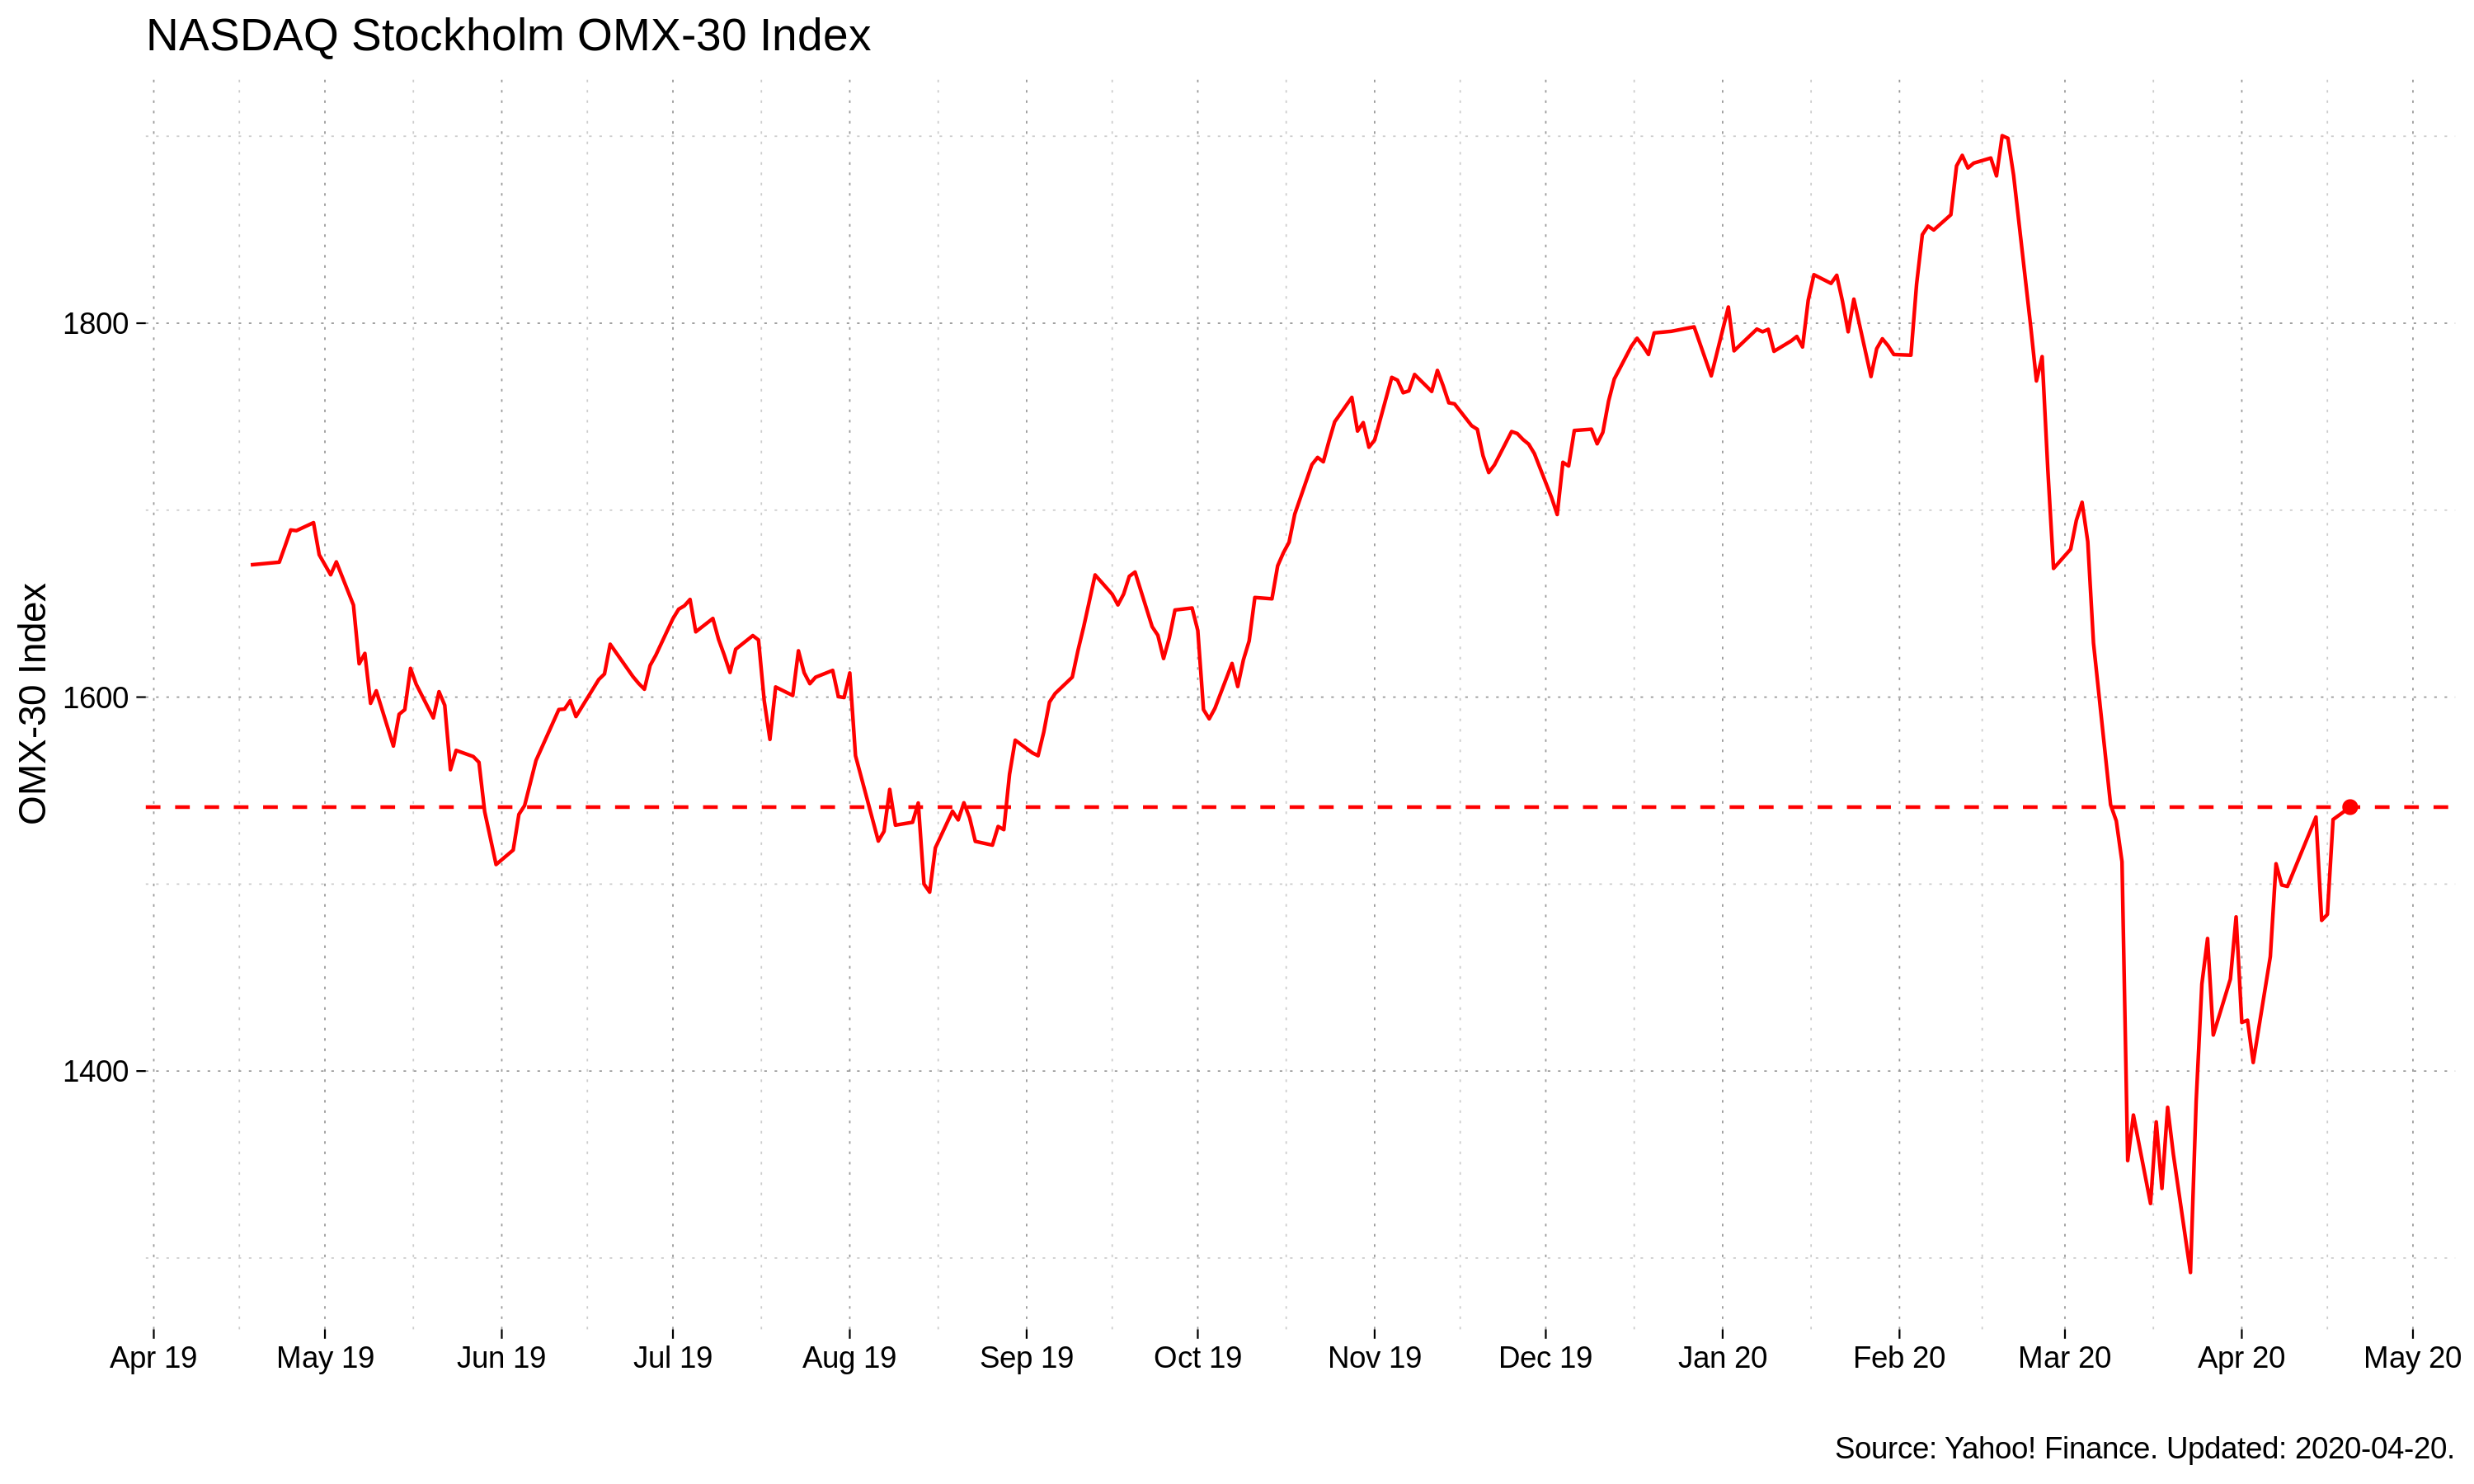 NASDAQ Stockholm OMX-30 Index
OMX-30 Index
1800
1600
1400
Apr 19 May 19 Jun 19 Jul 19 Aug 19 Sep 19 Oct 19 Nov 19 Dec 19 Jan 20 Feb 20 Mar 20 Apr 20 May 20
Source: Yahoo! Finance. Updated: 2020-04-20.